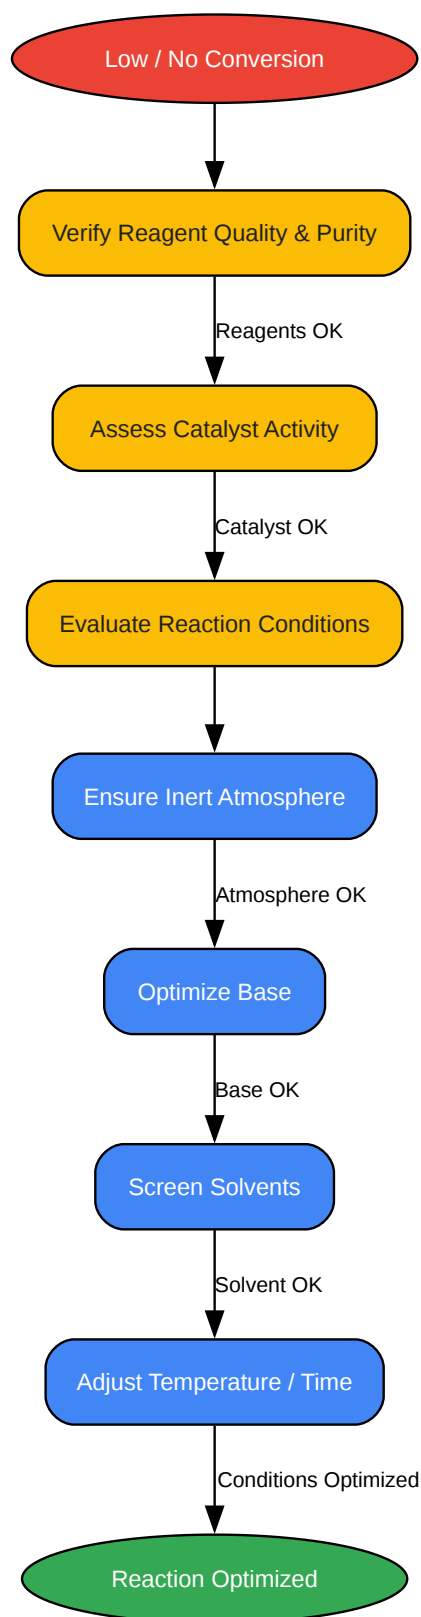 Low / No Conversion
Verify Reagent Quality & Purity
Reagents OK
Assess Catalyst Activity
Catalyst OK
Evaluate Reaction Conditions
Ensure Inert Atmosphere
Atmosphere OK
Optimize Base
Base OK
Screen Solvents
Solvent OK
Adjust Temperature / Time
Conditions Optimized
Reaction Optimized